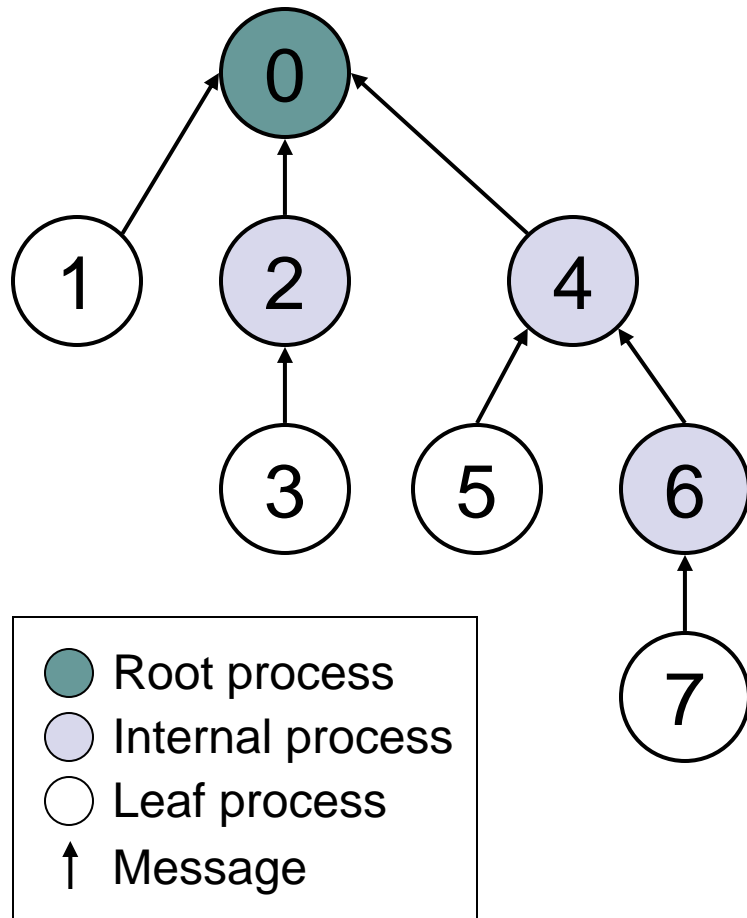 0
1 2 4
3 5 6
7
Root process
Internal process
Leaf process
Message